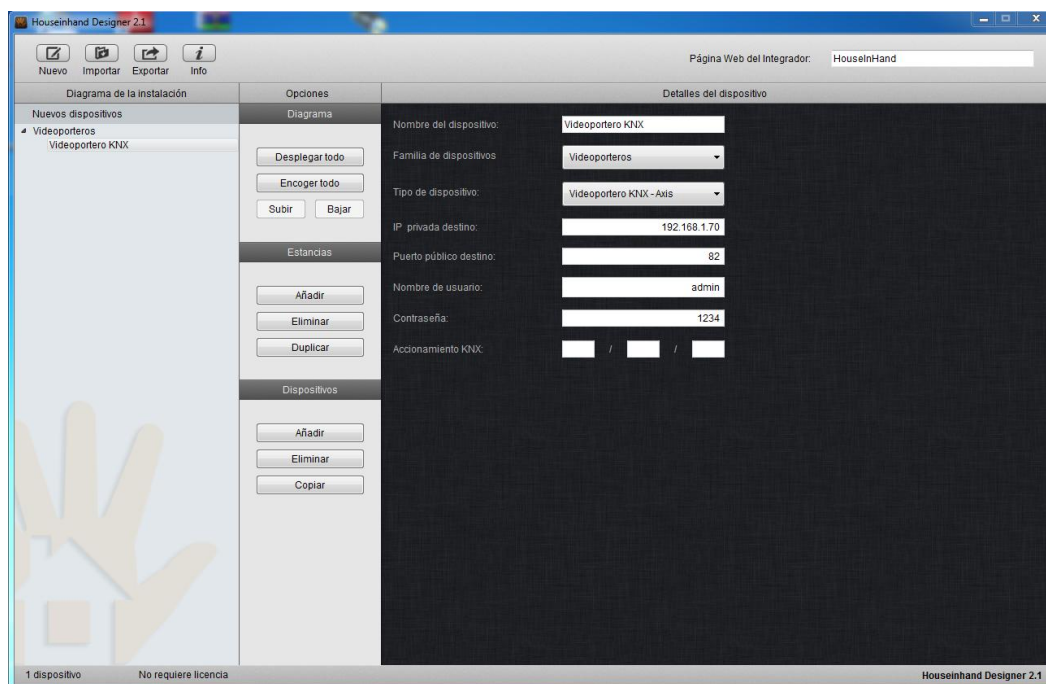 Houseinhand Designer 2.1
Nuevo Importar Exportar Info
Página Web del Integrador: HouseInHand
Diagrama de la instalación
Nuevos dispositivos
Videoporteros
Videoportero KNX
Opciones
Diagrama
Desplegar todo
Encoger todo
Subir Bajar
Estancias
Añadir
Eliminar
Duplicar
Dispositivos
Añadir
Eliminar
Copiar
Detalles del dispositivo
Nombre del dispositivo: Videoportero KNX
Familia de dispositivos Videoporteros
Tipo de dispositivo: Videoportero KNX - Axis
IP privada destino: 192.168.1.70
Puerto público destino: 82
Nombre de usuario: admin
Contraseña: 1234
Accionamiento KNX: / /
1 dispositivo No requiere licencia Houseinhand Designer 2.1